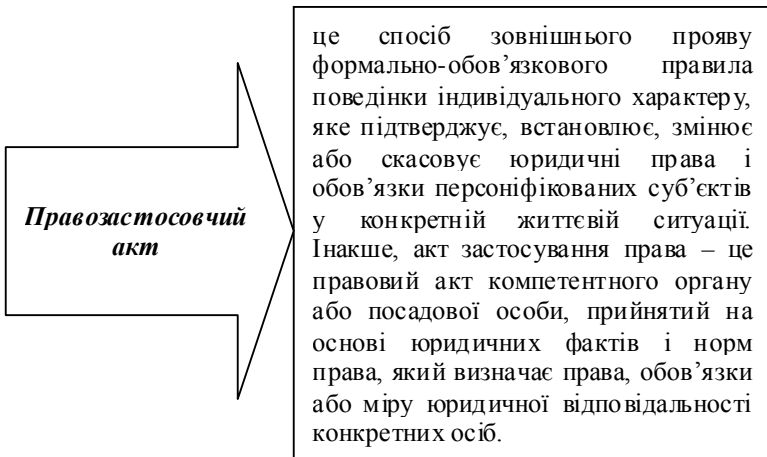 Правозастосовчий
акт
це спосіб зовнішнього прояву
формально-обов’язкового правила
поведінки індивідуального характеру,
яке підтверджує, встановлює, змінює
або скасовує юридичні права і
обов’язки персоніфікованих суб’єктів
у конкретній життєвій ситуації.
Інакше, акт застосування права – це
правовий акт компетентного органу
або посадової особи, прийнятий на
основі юридичних фактів і норм
права, який визначає права, обов’язки
або міру юридичної відповідальності
конкретних осіб.